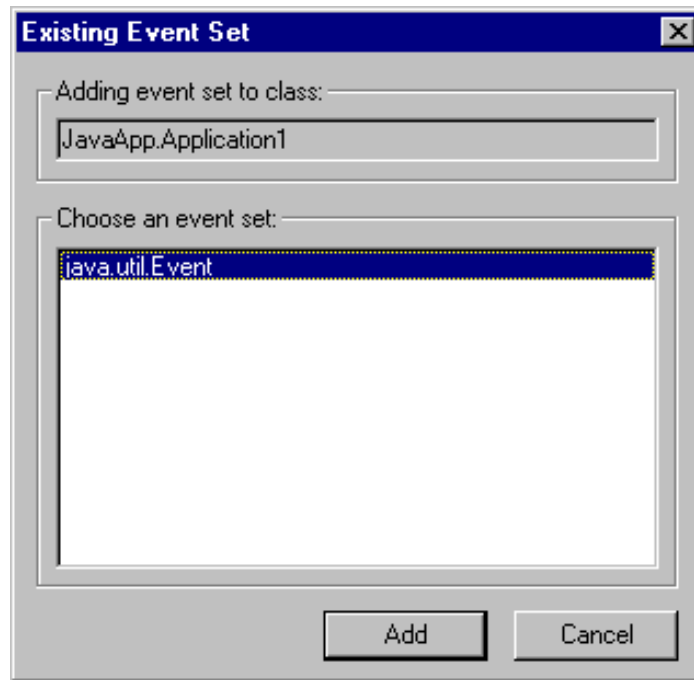 Existing Event Set
Adding event set to class:
JavaApp.Application1
Choose an event set:
java.util.Event
Add
Cancel